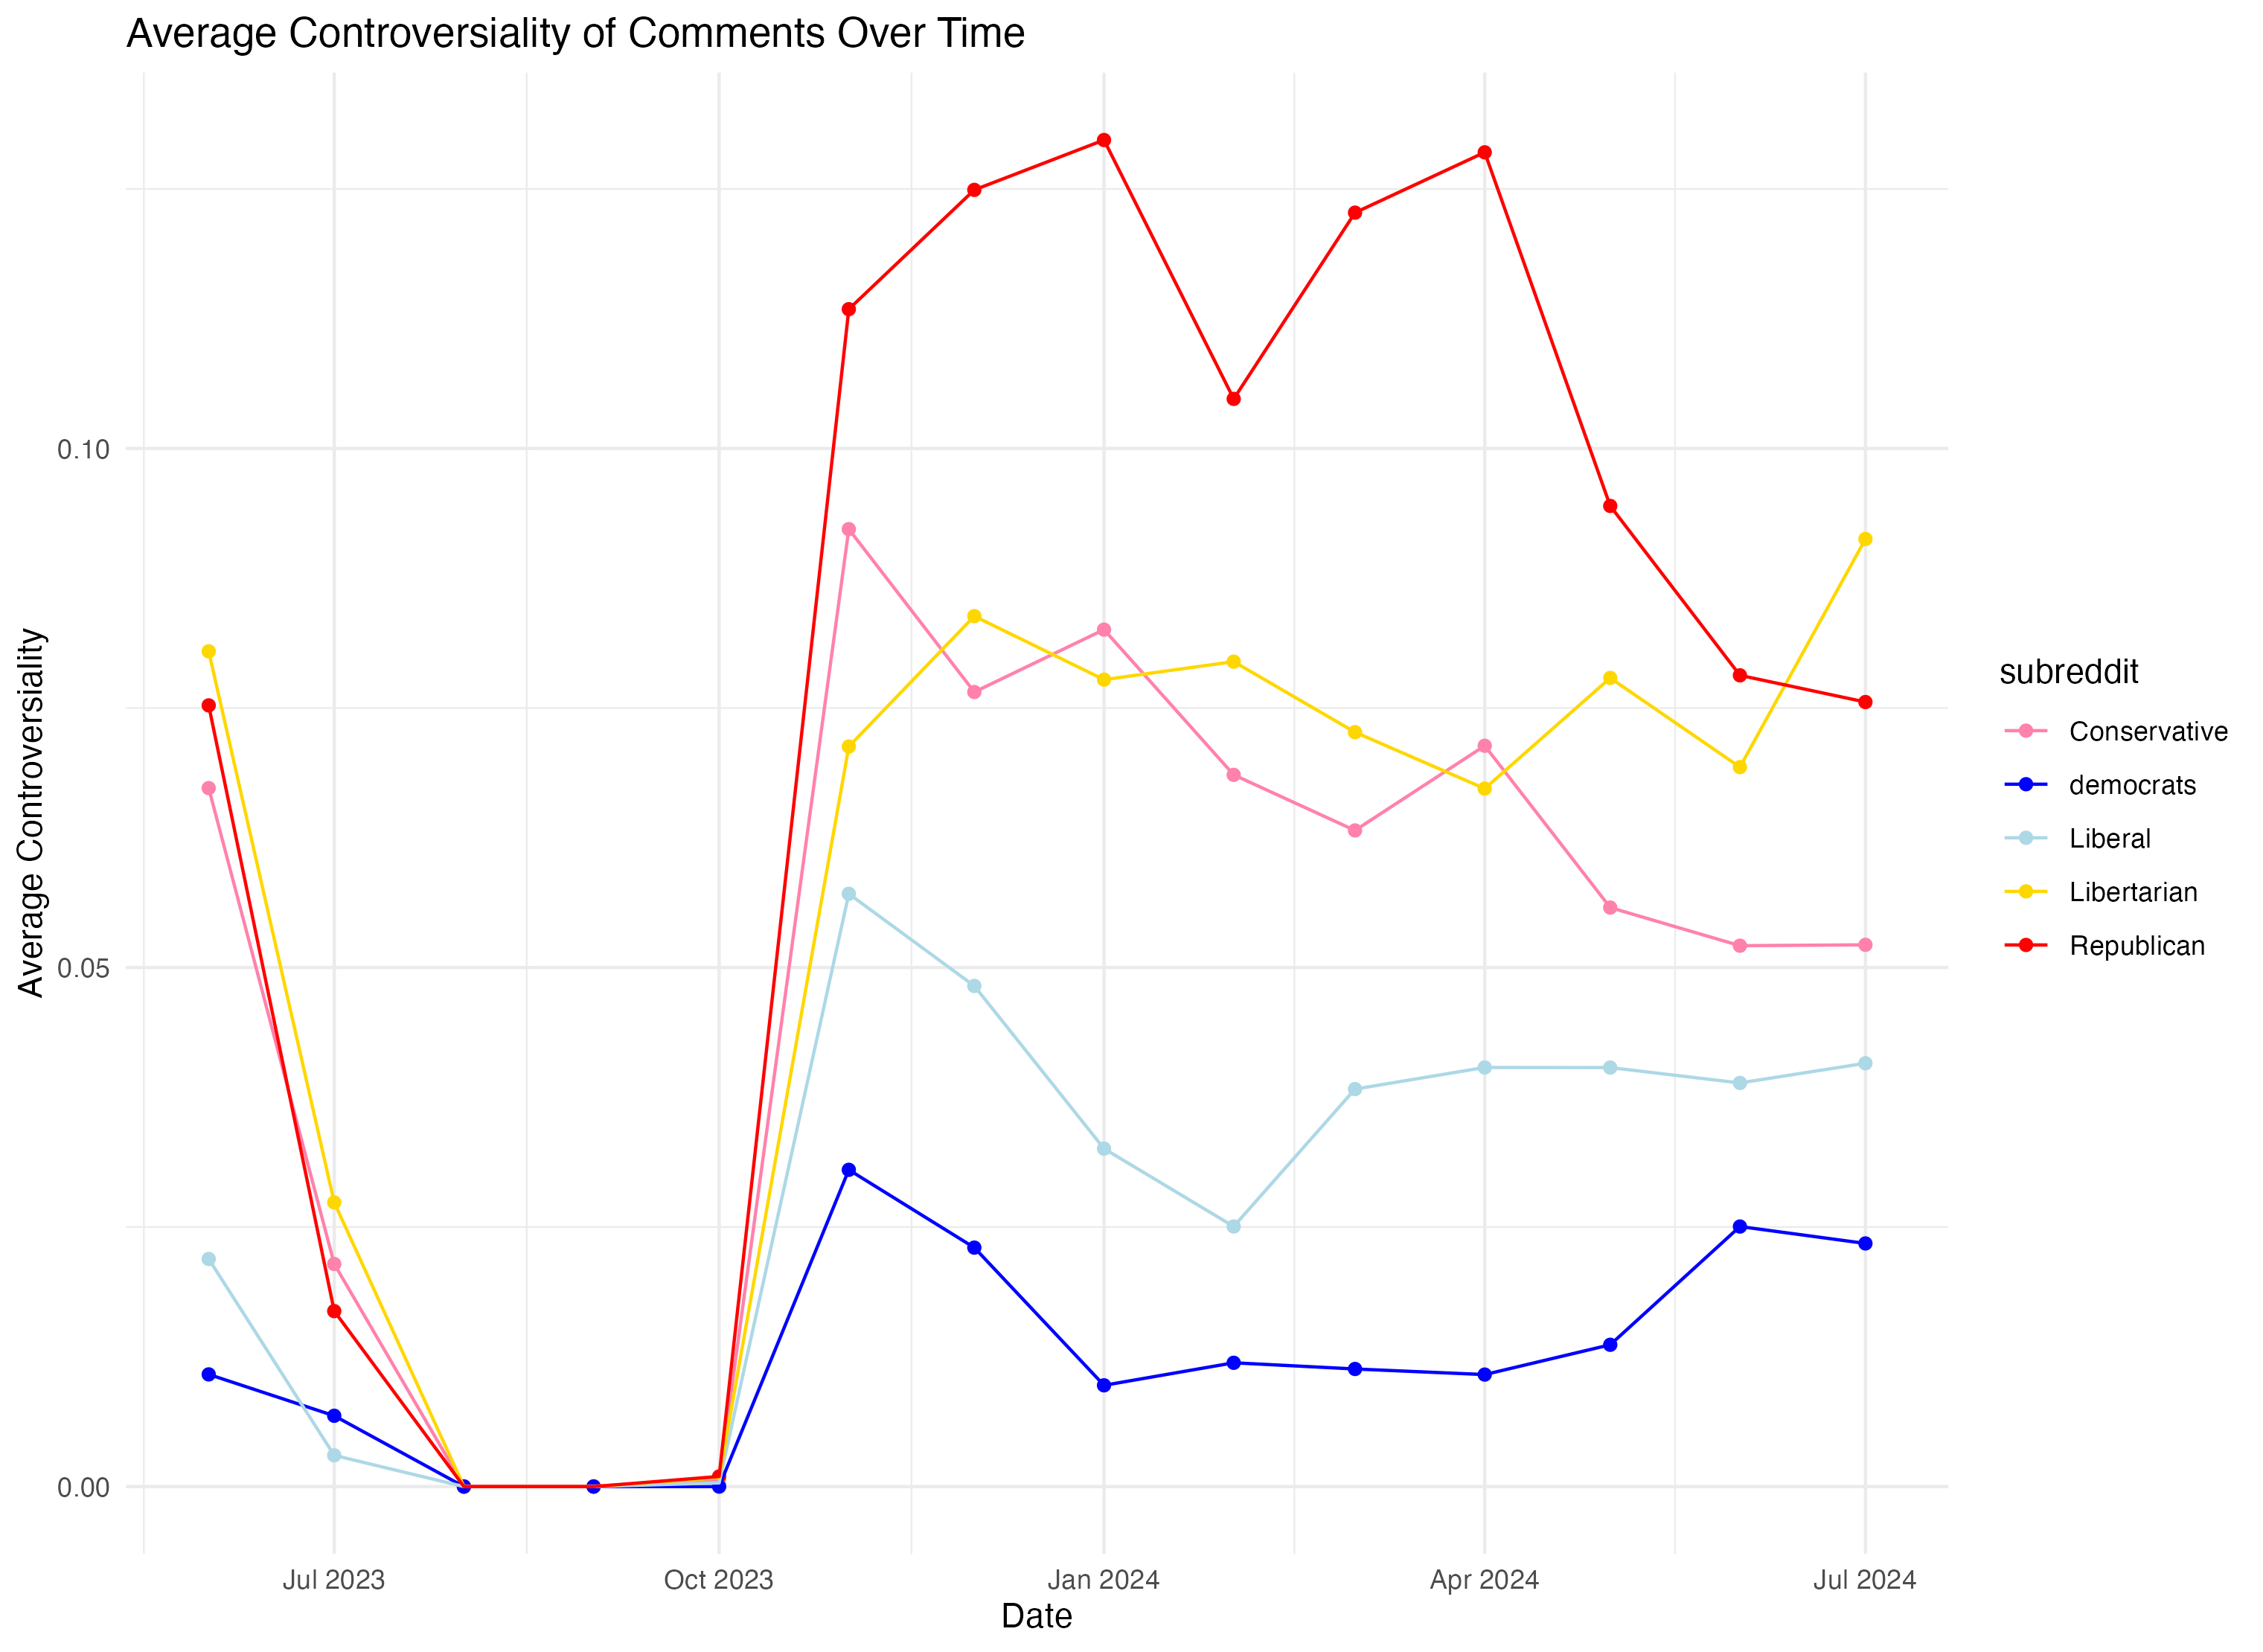 Average Controversiality of Comments Over Time
Average Controversiality
0.10
0.05
0.00
Jul 2023
Oct 2023
Jan 2024
Apr 2024
Jul 2024
Date
subreddit
Conservative
democrats
Liberal
Libertarian
Republican